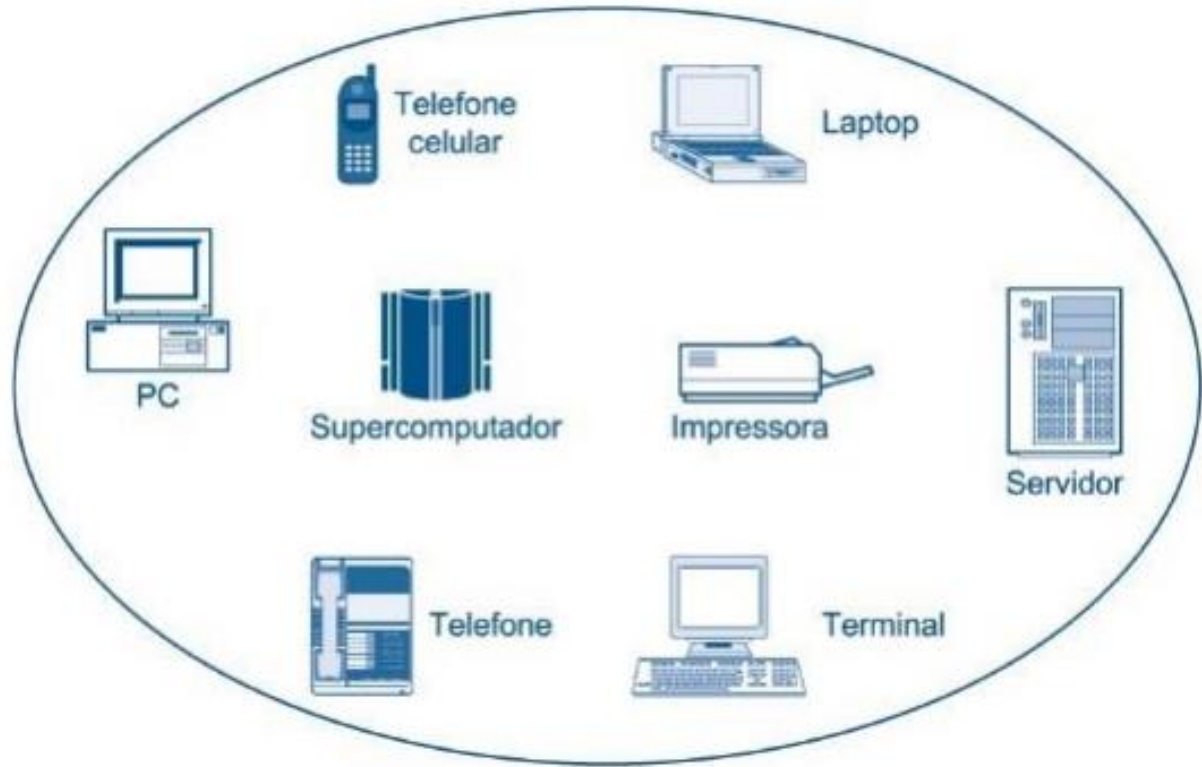 Telefone
celular
Laptop
PC
Supercomputador
Impressora
Servidor
Telefone
Terminal